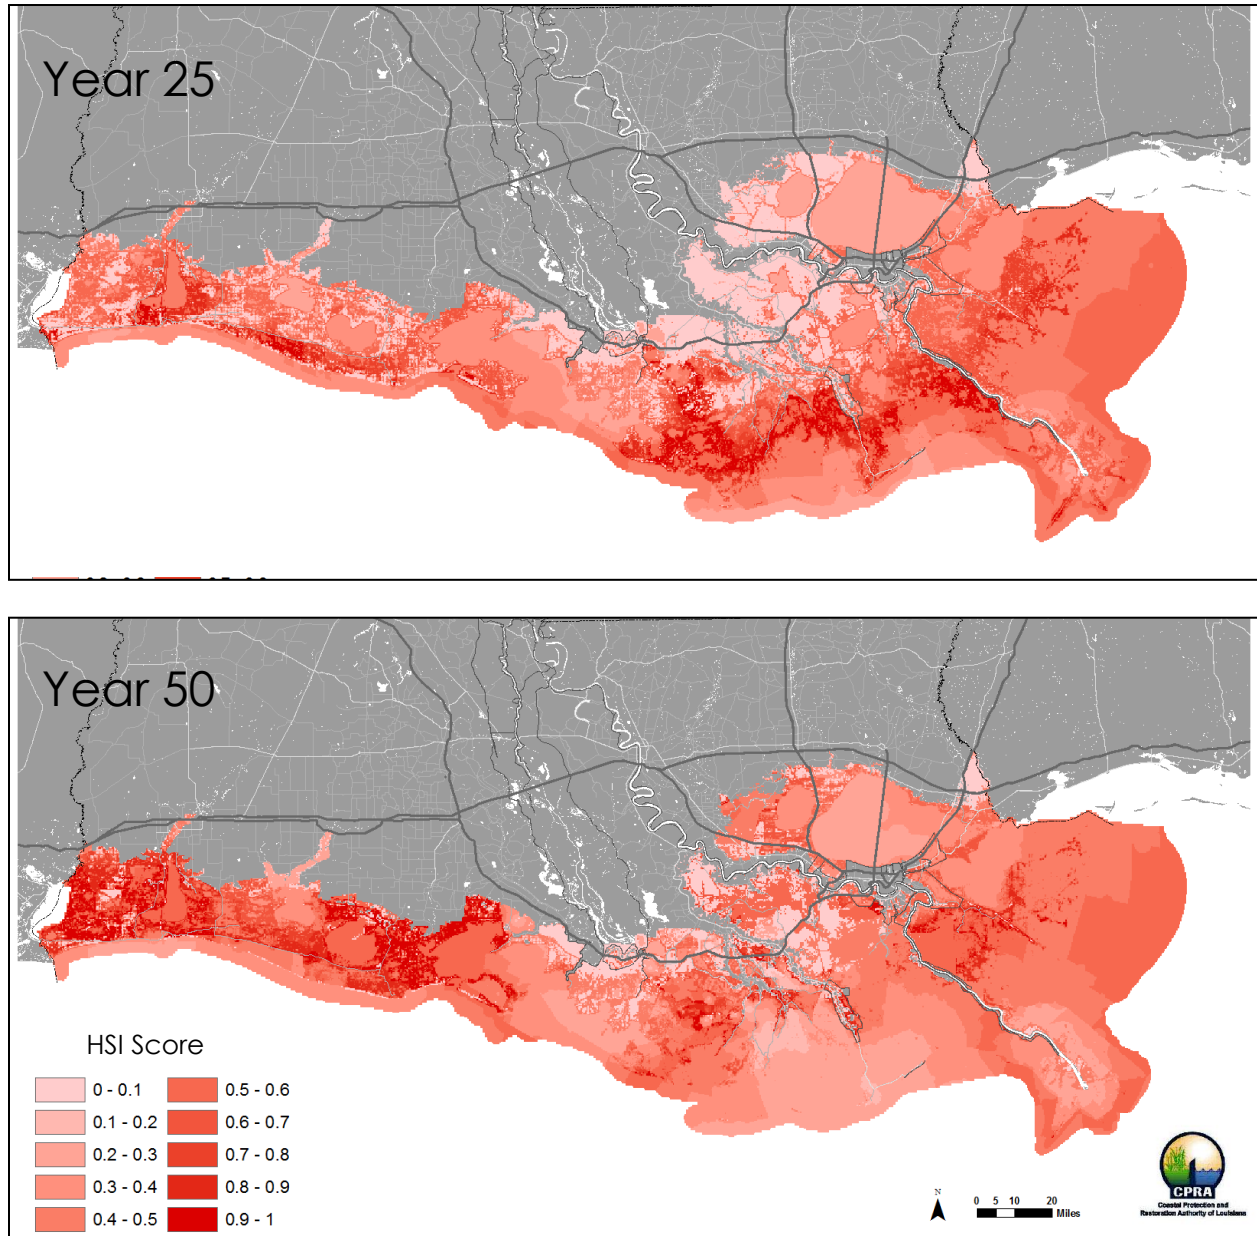 Year 25
Year 50
HSI Score
0 - 0.1
0.5 - 0.6
0.1 - 0.2
0.6 - 0.7
0.2 - 0.3
0.7 - 0.8
0.3 - 0.4
0.8 - 0.9
0.4 - 0.5
0.9 - 1
N
0 5 10 20
Miles
CPRA
Coastal Protection and
Restoration Authority of Louisiana